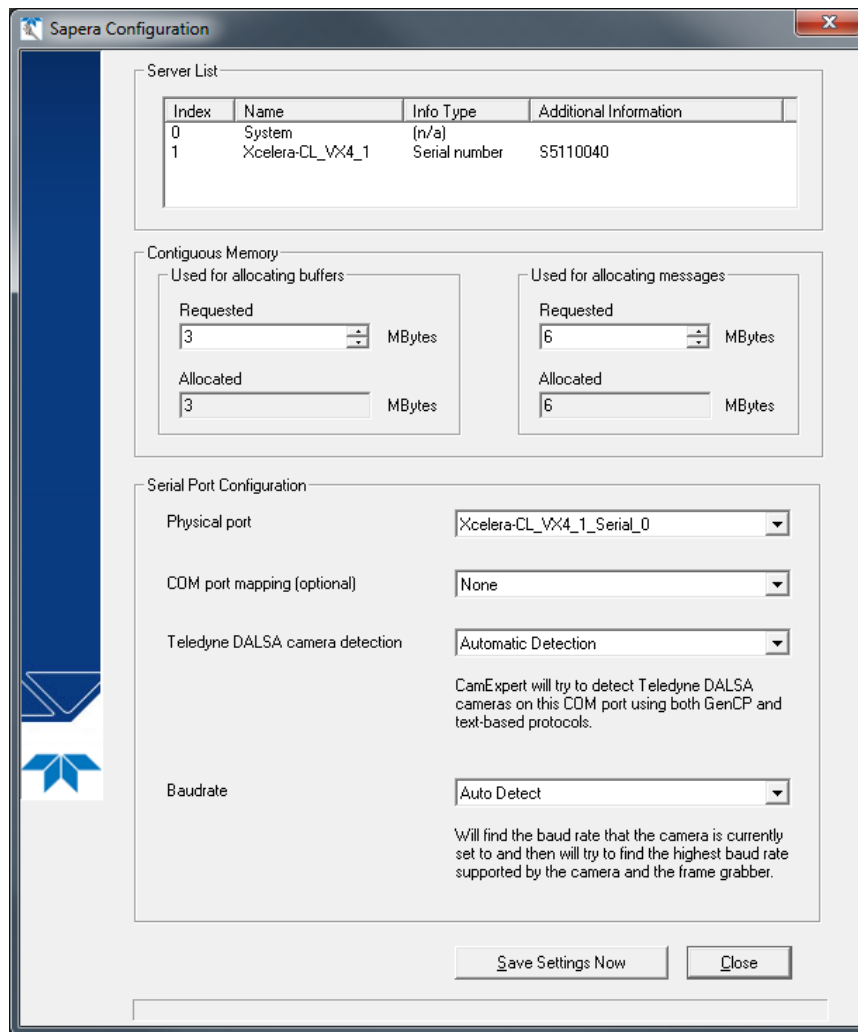 Sapera Configuration
Server List
Index Name Info Type Additional Information
0 System (n/a)
1 Xcelera-CL_VX4_1 Serial number S5110040
Contiguous Memory
Used for allocating buffers
Requested
3 MBytes
Allocated
3 MBytes
Used for allocating messages
Requested
6 MBytes
Allocated
6 MBytes
Serial Port Configuration
Physical port Xcelera-CL_VX4_1_Serial_0
COM port mapping (optional) None
Teledyne DALSA camera detection Automatic Detection
CamExpert will try to detect Teledyne DALSA
cameras on this COM port using both GenCP and
text-based protocols.
Baudrate Auto Detect
Will find the baud rate that the camera is currently
set to and then will try to find the highest baud rate
supported by the camera and the frame grabber.
Save Settings Now Close